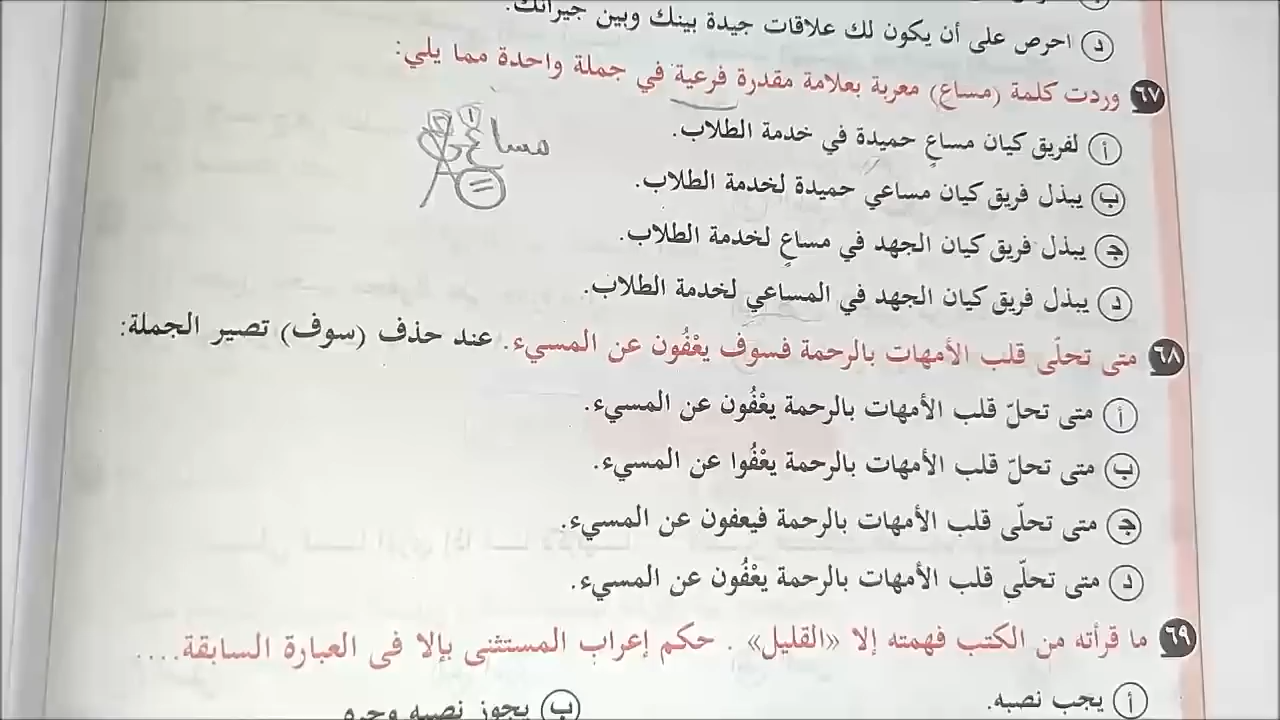 د احرص على أن يكون لك علاقات جيدة بينك وبين جيرانك.
٦٧ وردت كلمة (مساع) معربة بعلامة مقدرة فرعية في جملة واحدة مما يلي:
أ لفريق كيان مساعٍ حميدة في خدمة الطلاب.
ب يبذل فريق كيان مساعي حميدة لخدمة الطلاب.
ج يبذل فريق كيان الجهد في مساعٍ لخدمة الطلاب.
د يبذل فريق كيان الجهد في المساعي لخدمة الطلاب.
مساع
٦٨ متى تحلّى قلب الأمهات بالرحمة فسوف يعْفُون عن المسيء. عند حذف (سوف) تصير الجملة:
أ متى تحلّ قلب الأمهات بالرحمة يعْفُون عن المسيء.
ب متى تحلّ قلب الأمهات بالرحمة يعْفُوا عن المسيء.
ج متى تحلّى قلب الأمهات بالرحمة فيعفون عن المسيء.
د متى تحلّى قلب الأمهات بالرحمة يعْفُون عن المسيء.
٦٩ ما قرأته من الكتب فهمته إلا «القليل» . حكم إعراب المستثنى بإلا فى العبارة السابقة....
أ يجب نصبه.
ب يجوز نصبه وجره